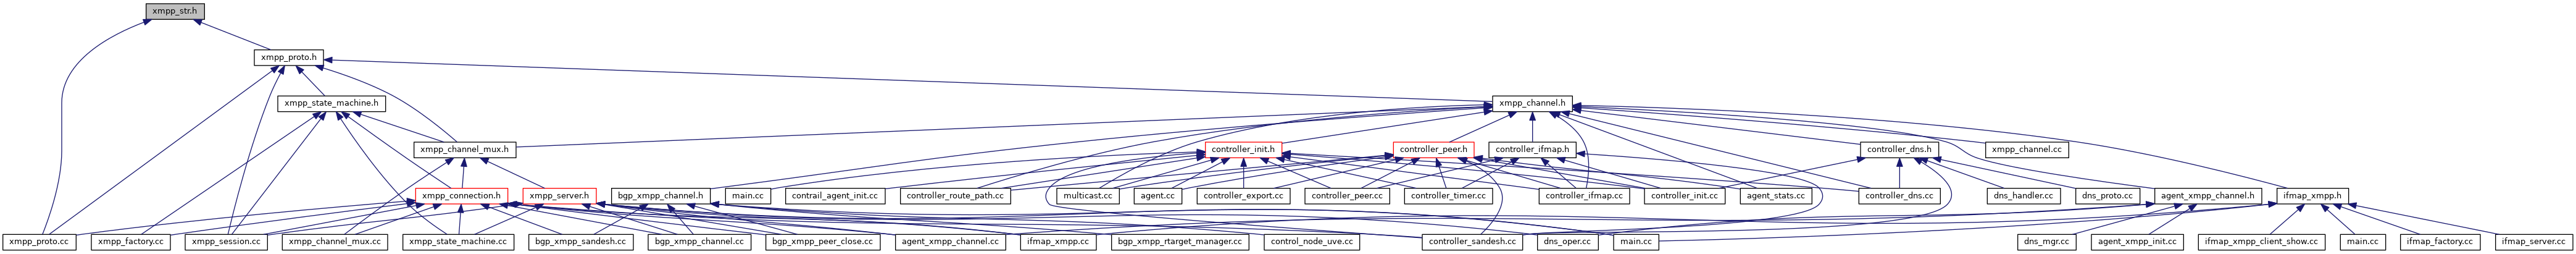 xmpp_str.h
xmpp_proto.h
xmpp_state_machine.h
xmpp_channel.h
xmpp_channel_mux.h
controller_init.h
controller_peer.h
controller_ifmap.h
controller_dns.h
xmpp_channel.cc
xmpp_connection.h
xmpp_server.h
bgp_xmpp_channel.h
main.cc
contrail_agent_init.cc
controller_route_path.cc
multicast.cc
agent.cc
controller_export.cc
controller_peer.cc
controller_timer.cc
controller_ifmap.cc
controller_init.cc
agent_stats.cc
controller_dns.cc
dns_handler.cc
dns_proto.cc
agent_xmpp_channel.h
ifmap_xmpp.h
xmpp_proto.cc
xmpp_factory.cc
xmpp_session.cc
xmpp_channel_mux.cc
xmpp_state_machine.cc
bgp_xmpp_sandesh.cc
bgp_xmpp_channel.cc
bgp_xmpp_peer_close.cc
agent_xmpp_channel.cc
ifmap_xmpp.cc
bgp_xmpp_rtarget_manager.cc
control_node_uve.cc
controller_sandesh.cc
dns_oper.cc
main.cc
dns_mgr.cc
agent_xmpp_init.cc
ifmap_xmpp_client_show.cc
main.cc
ifmap_factory.cc
ifmap_server.cc